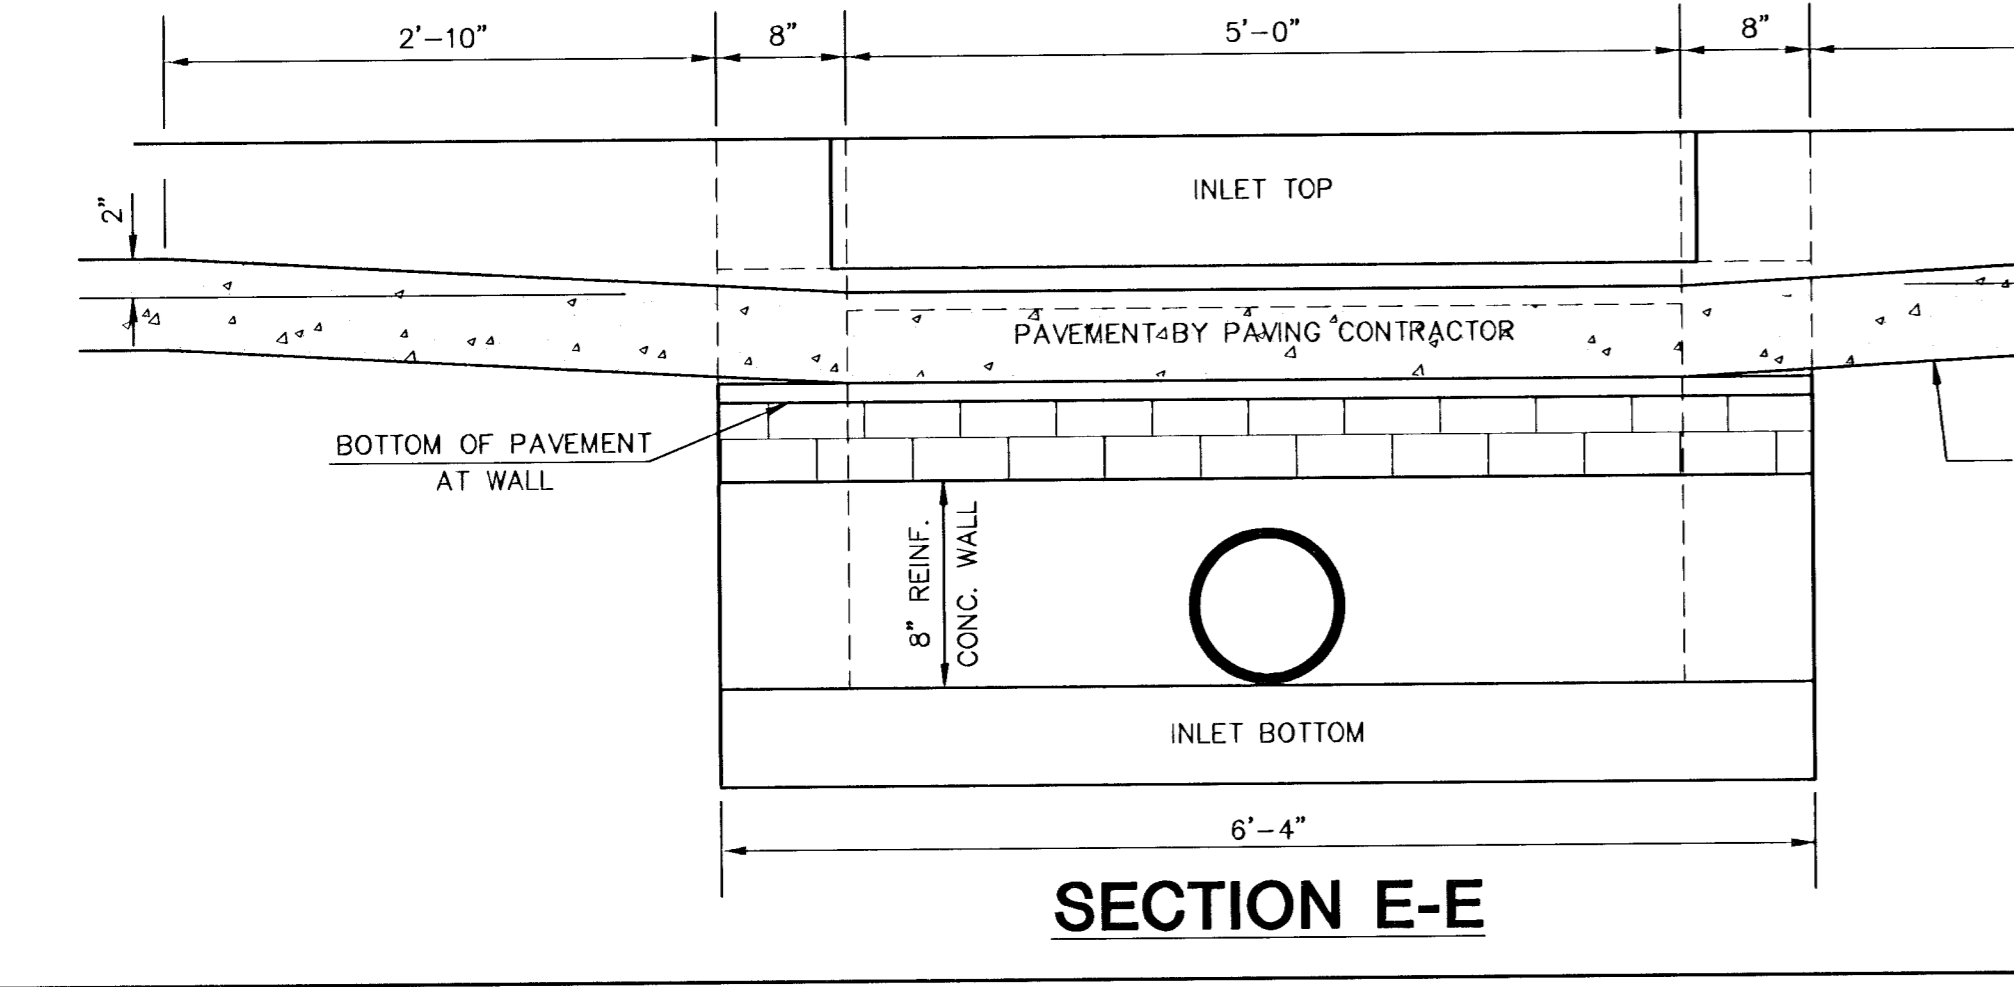 2'-10"
8"
5'-0"
8"
INLET TOP
2"
PAVEMENT BY PAVING CONTRACTOR
BOTTOM OF PAVEMENT
AT WALL
8" REINF.
CONC. WALL
INLET BOTTOM
6'-4"
SECTION E-E